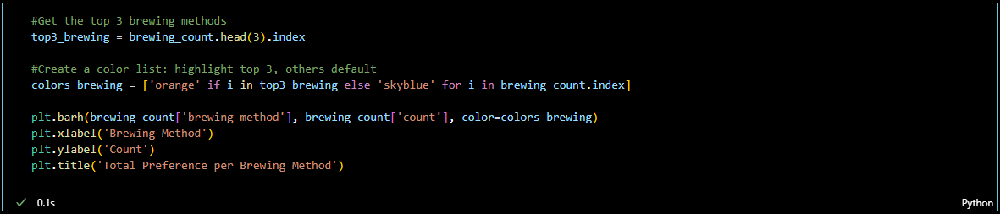 #Get the top 3 brewing methods
top3_brewing = brewing_count.head(3).index
#Create a color list: highlight top 3, others default
colors_brewing = ['orange' if i in top3_brewing else 'skyblue' for i in brewing_count.index]
plt.barh(brewing_count['brewing method'], brewing_count['count'], color=colors_brewing)
plt.xlabel('Brewing Method')
plt.ylabel('Count')
plt.title('Total Preference per Brewing Method')
0.1s
Python